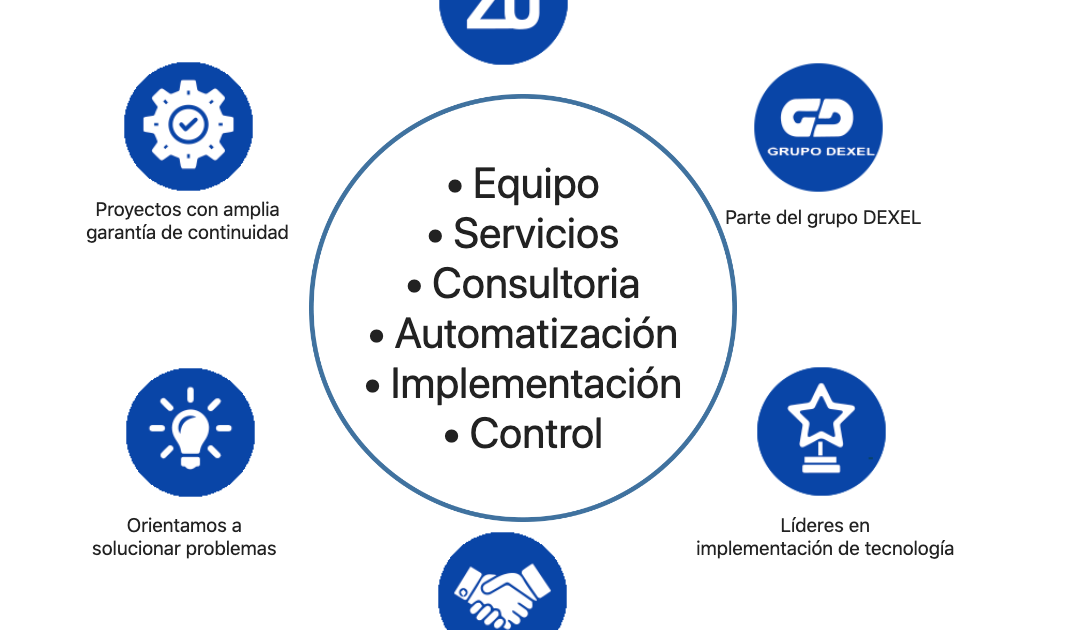 Proyectos con amplia
garantía de continuidad
GRUPO DEXEL
Parte del grupo DEXEL
• Equipo
• Servicios
• Consultoria
• Automatización
• Implementación
• Control
Orientamos a
solucionar problemas
Líderes en
implementación de tecnología